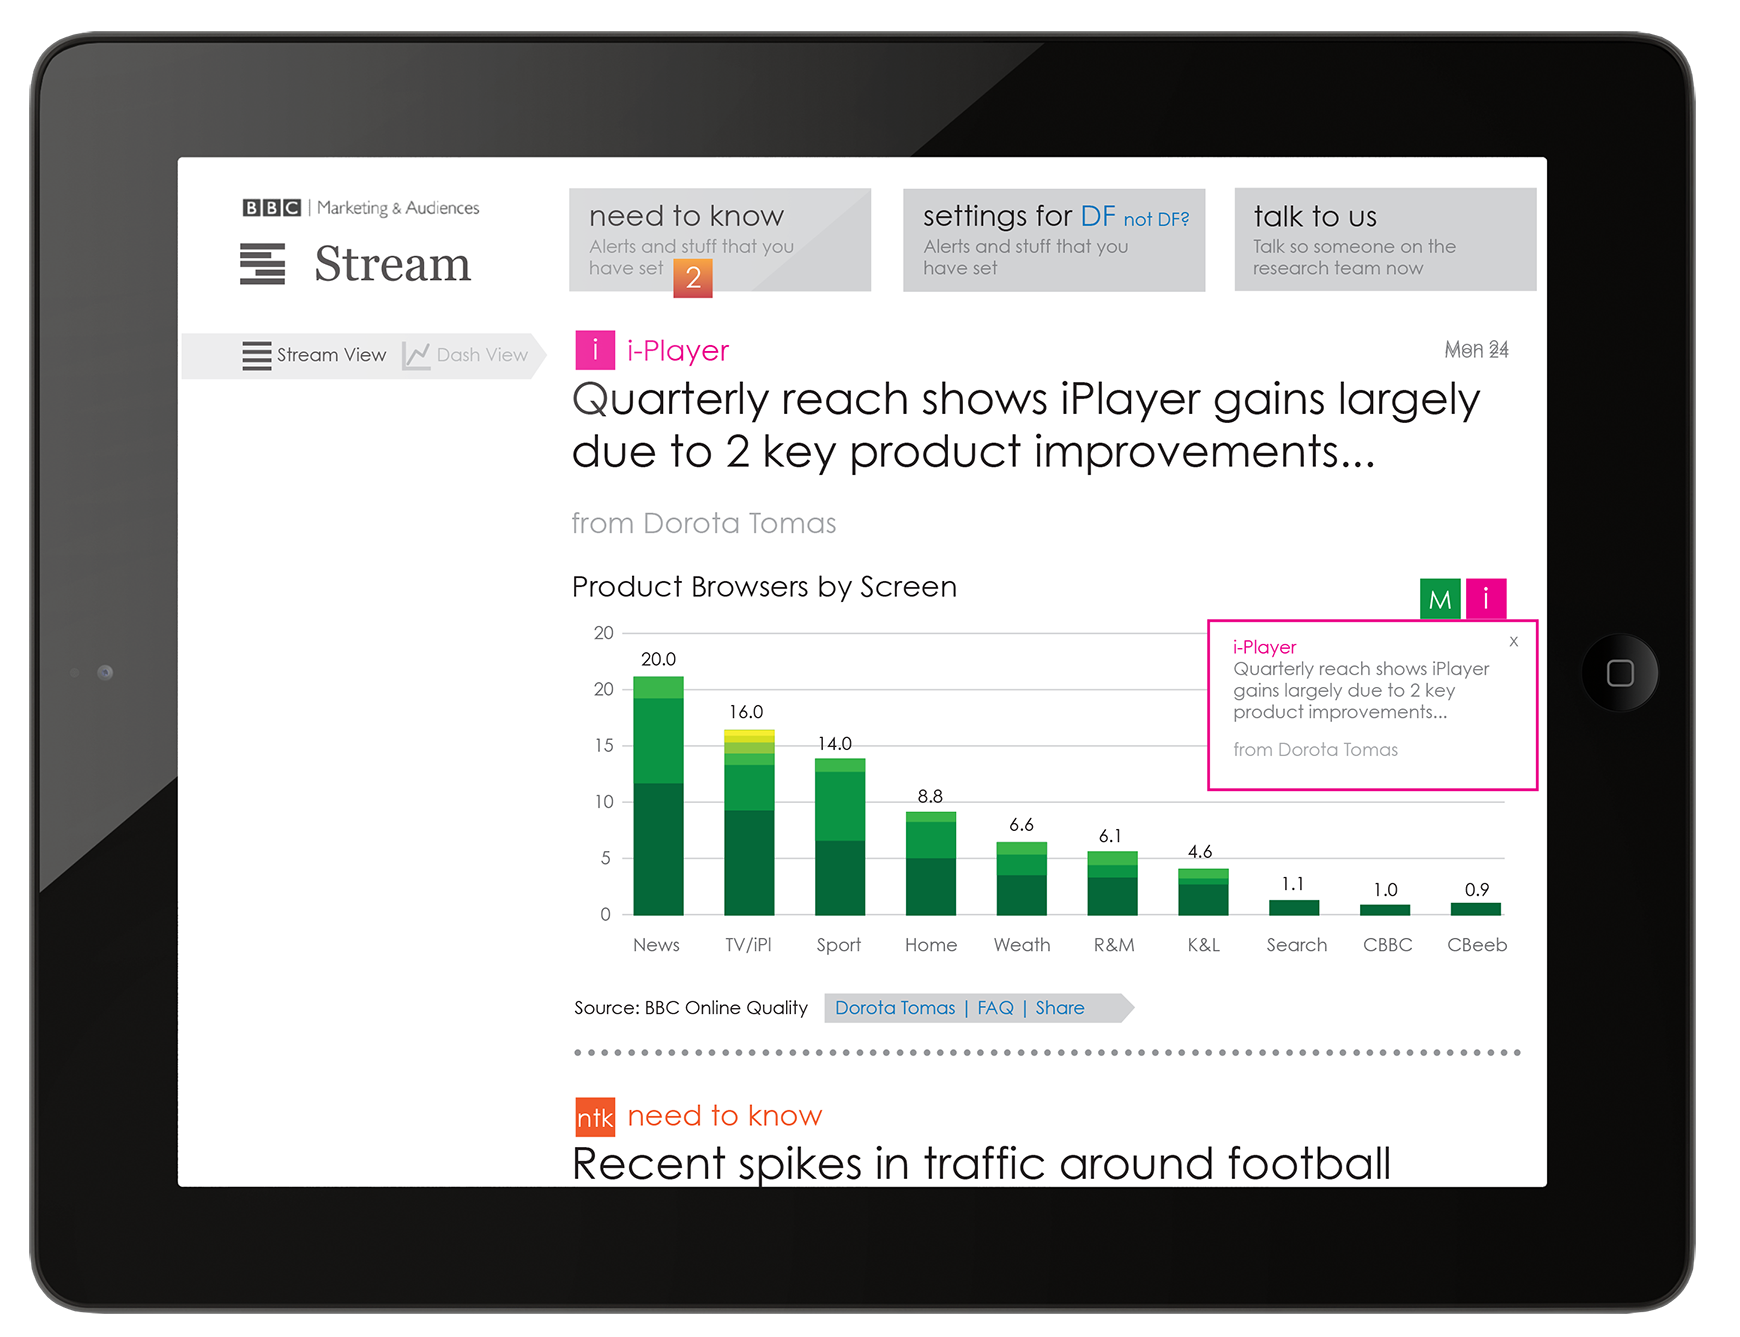 BBC | Marketing & Audiences
Stream
need to know
Alerts and stuff that you
have set
2
settings for DF not DF?
Alerts and stuff that you
have set
talk to us
Talk so someone on the
research team now
Stream View
Dash View
i
i-Player
Quarterly reach shows iPlayer gains largely
due to 2 key product improvements...
from Dorota Tomas
Product Browsers by Screen
M
i
i-Player
x
Quarterly reach shows iPlayer
gains largely due to 2 key
product improvements...
from Dorota Tomas
20
20
15
10
5
0
20.0
16.0
14.0
8.8
6.6
6.1
4.6
1.1
1.0
0.9
News
TV/iPl
Sport
Home
Weath
R&M
K&L
Search
CBBC
CBeeb
Source: BBC Online Quality
Dorota Tomas | FAQ | Share
ntk
need to know
Recent spikes in traffic around football